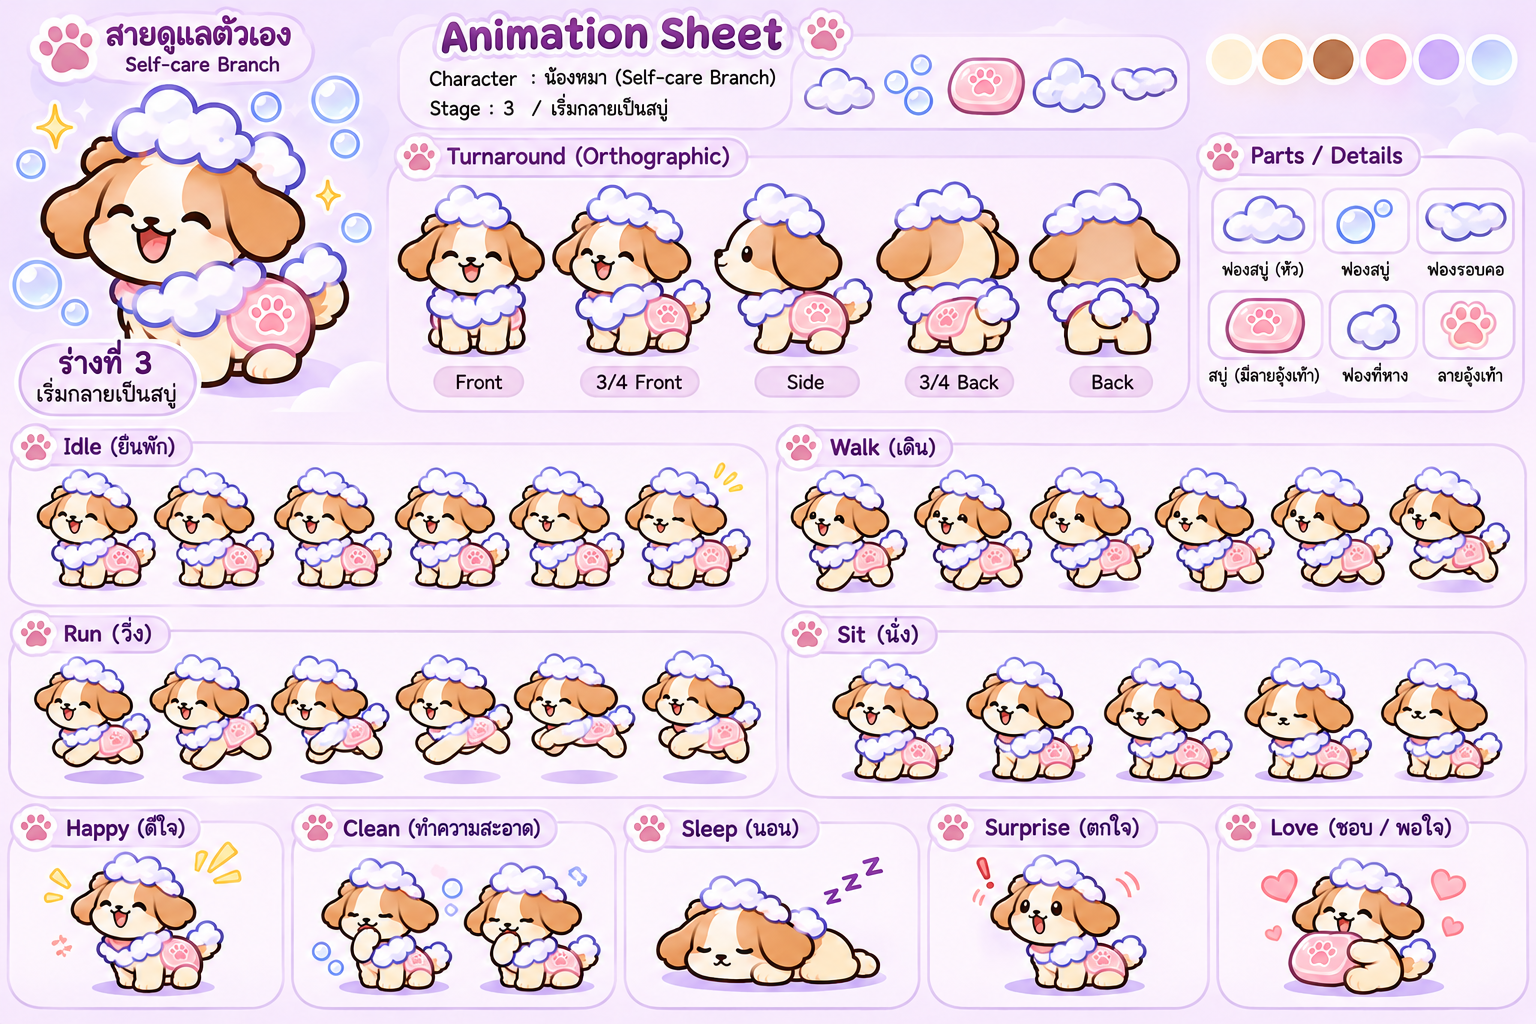 สายดูแลตัวเอง
Self-care Branch
Animation Sheet
Character : น้องหมา (Self-care Branch)
Stage : 3 / เริ่มกลายเป็นสบู่
ร่างที่ 3
เริ่มกลายเป็นสบู่
Turnaround (Orthographic)
Front
3/4 Front
Side
3/4 Back
Back
Parts / Details
ฟองสบู่ (หัว)
ฟองสบู่
ฟองรอบคอ
สบู่ (มีลายอุ้งเท้า)
ฟองที่หาง
ลายอุ้งเท้า
Idle (ยืนพัก)
Walk (เดิน)
Run (วิ่ง)
Sit (นั่ง)
Happy (ดีใจ)
Clean (ทำความสะอาด)
Sleep (นอน)
z z z
Surprise (ตกใจ)
!
Love (ชอบ / พอใจ)